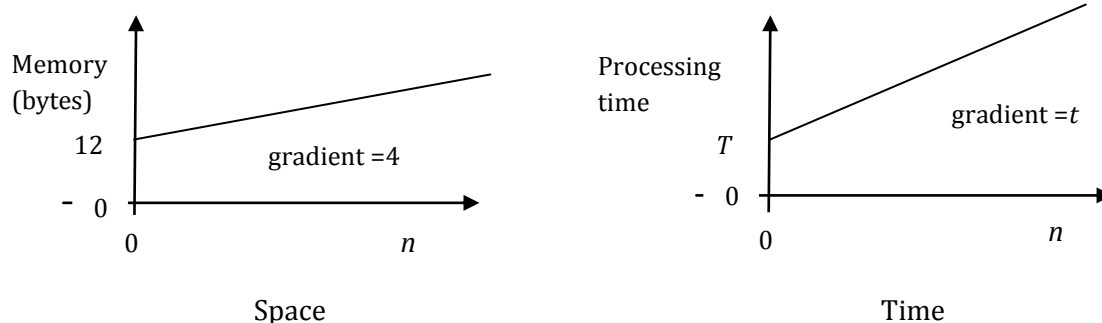 Memory
(bytes)
12
gradient =4
- 0
0
n
Space
Processing
time
gradient =t
T
- 0
0
n
Time